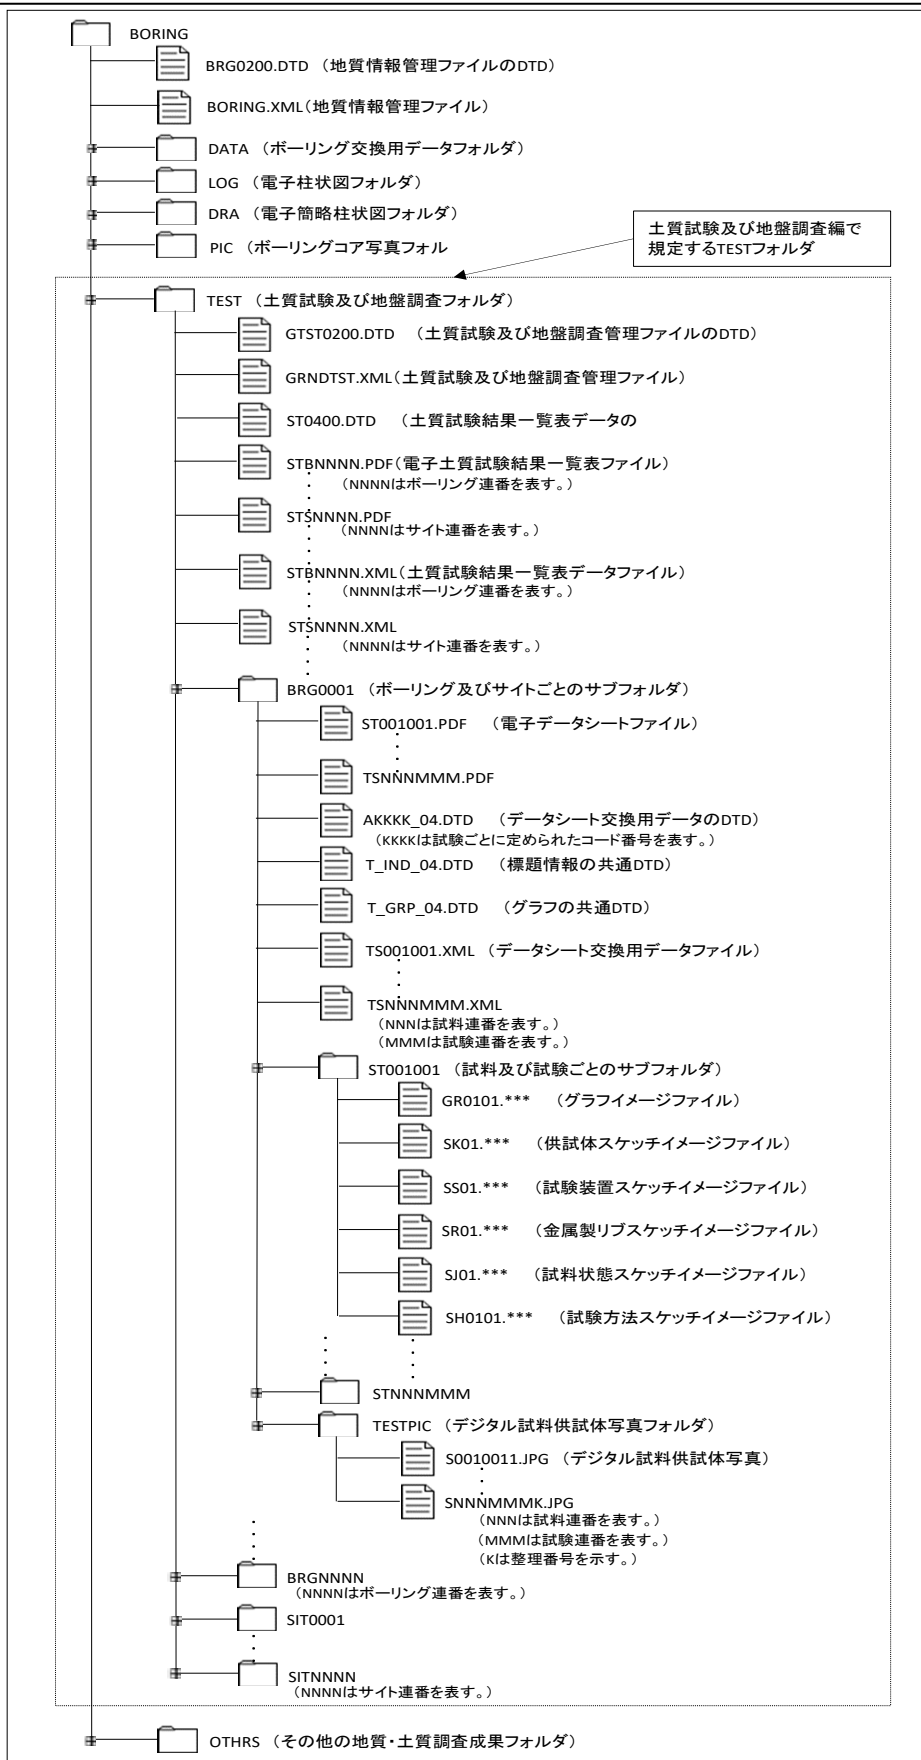 BORING
BRG0200.DTD (地質情報管理ファイルのDTD)
BORING.XML(地質情報管理ファイル)
DATA (ボーリング交換用データフォルダ)
LOG (電子柱状図フォルダ)
DRA (電子簡略柱状図フォルダ)
PIC (ボーリングコア写真フォル
土質試験及び地盤調査編で
規定するTESTフォルダ
TEST (土質試験及び地盤調査フォルダ)
GTST0200.DTD (土質試験及び地盤調査管理ファイルのDTD)
GRNDTST.XML(土質試験及び地盤調査管理ファイル)
ST0400.DTD (土質試験結果一覧表データの
STBNNNN.PDF(電子土質試験結果一覧表ファイル)
(NNNNはボーリング連番を表す。)
STSNNNN.PDF
(NNNNはサイト連番を表す。)
STBNNNN.XML(土質試験結果一覧表データファイル)
(NNNNはボーリング連番を表す。)
STSNNNN.XML
(NNNNはサイト連番を表す。)
BRG0001 (ボーリング及びサイトごとのサブフォルダ)
ST001001.PDF (電子データシートファイル)
TSNNNMMM.PDF
AKKKK_04.DTD (データシート交換用データのDTD)
(KKKKは試験ごとに定められたコード番号を表す。)
T_IND_04.DTD (標題情報の共通DTD)
T_GRP_04.DTD (グラフの共通DTD)
TS001001.XML (データシート交換用データファイル)
TSNNNMMM.XML
(NNNは試料連番を表す。)
(MMMは試験連番を表す。)
ST001001 (試料及び試験ごとのサブフォルダ)
GR0101.*** (グラフイメージファイル)
SK01.*** (供試体スケッチイメージファイル)
SS01.*** (試験装置スケッチイメージファイル)
SR01.*** (金属製リブスケッチイメージファイル)
SJ01.*** (試料状態スケッチイメージファイル)
SH0101.*** (試験方法スケッチイメージファイル)
STNNNMMM
TESTPIC (デジタル試料供試体写真フォルダ)
S0010011.JPG (デジタル試料供試体写真)
SNNNMMMK.JPG
(NNNは試料連番を表す。)
(MMMは試験連番を表す。)
(Kは整理番号を示す。)
BRGNNNN
(NNNNはボーリング連番を表す。)
SIT0001
SITNNNN
(NNNNはサイト連番を表す。)
OTHRS (その他の地質・土質調査成果フォルダ)